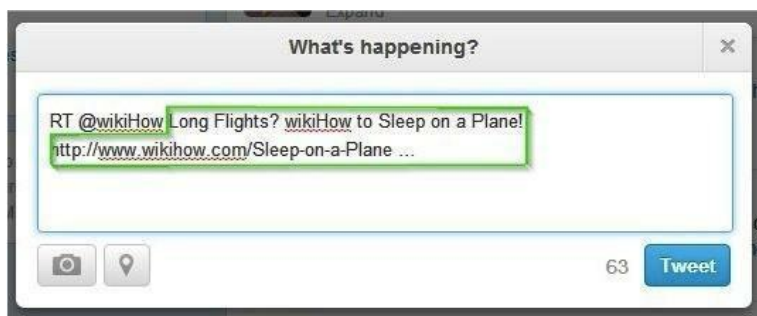 Expand
What's happening?
RT @wikiHow Long Flights? wikiHow to Sleep on a Plane!
http://www.wikihow.com/Sleep-on-a-Plane ...
63 Tweet